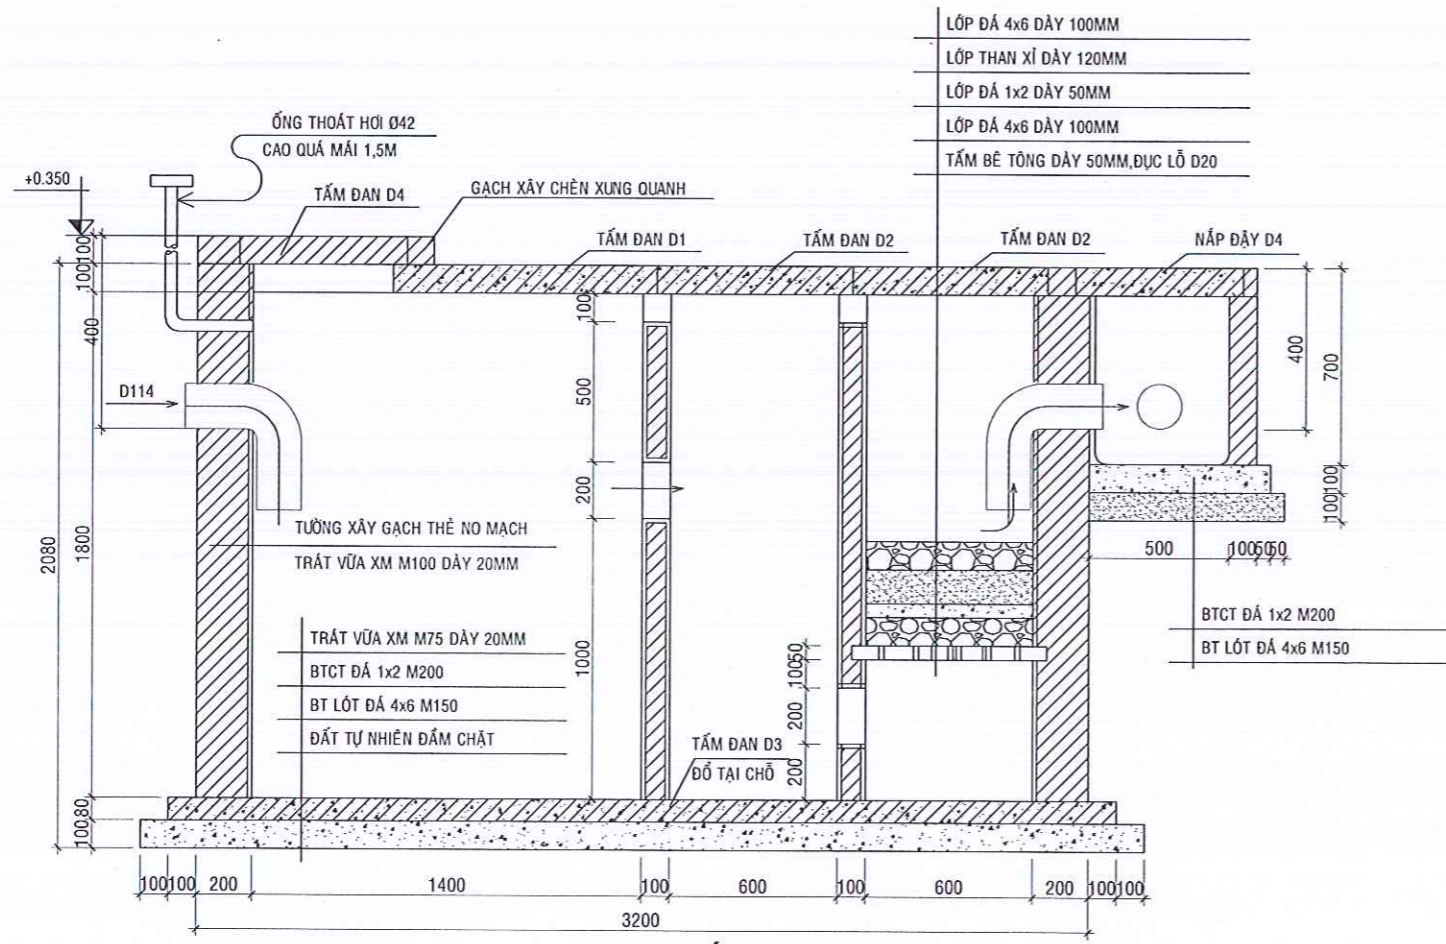 LỚP ĐÁ 4x6 DÀY 100MM
LỚP THAN XỈ DÀY 120MM
LỚP ĐÁ 1x2 DÀY 50MM
LỚP ĐÁ 4x6 DÀY 100MM
TẤM BÊ TÔNG DÀY 50MM,ĐỤC LỖ D20
ỐNG THOÁT HƠI Ø42
CAO QUÁ MÁI 1,5M
+0.350
TẤM ĐAN D4
GẠCH XÂY CHÈN XUNG QUANH
TẤM ĐAN D1
TẤM ĐAN D2
TẤM ĐAN D2
NẮP ĐẬY D4
100
100
400
1800
80
100
2080
D114
100
500
200
1000
50
100
200
200
400
700
100
100
500
100
50
50
TƯỜNG XÂY GẠCH THẺ NO MẠCH
TRÁT VỮA XM M100 DÀY 20MM
TRÁT VỮA XM M75 DÀY 20MM
BTCT ĐÁ 1x2 M200
BT LÓT ĐÁ 4x6 M150
ĐẤT TỰ NHIÊN ĐẦM CHẶT
TẤM ĐAN D3
ĐỔ TẠI CHỖ
BTCT ĐÁ 1x2 M200
BT LÓT ĐÁ 4x6 M150
100 100 200 1400 100 600 100 600 200 100 100
3200